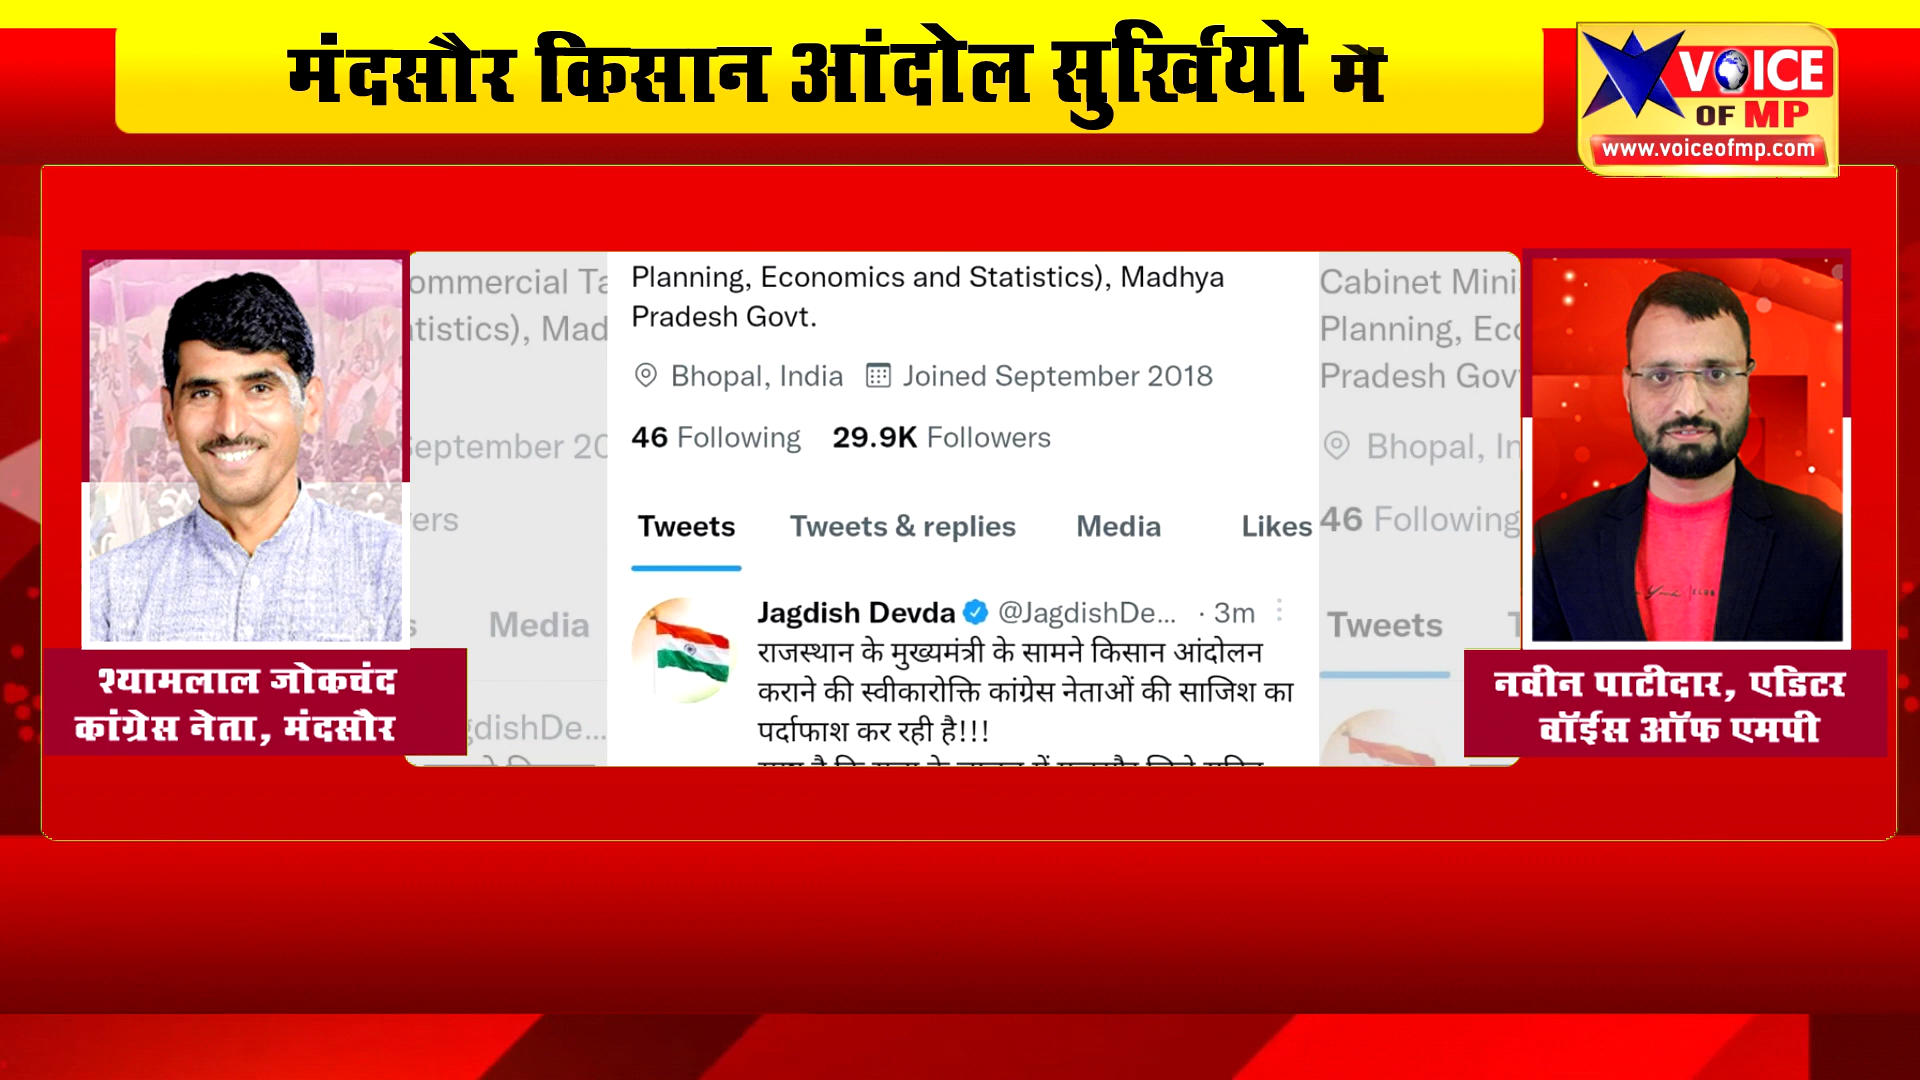 मंदसौर किसान आंदोल सुर्खियों में
VOICE
OF MP
www.voiceofmp.com
ommercial Ta
tistics), Mad
eptember 20
ers
Media
gdishDe...
Planning, Economics and Statistics), Madhya
Pradesh Govt.
Bhopal, India Joined September 2018
46 Following 29.9K Followers
Tweets Tweets & replies Media Likes
Jagdish Devda @JagdishDe... · 3m
राजस्थान के मुख्यमंत्री के सामने किसान आंदोलन
कराने की स्वीकारोक्ति कांग्रेस नेताओं की साजिश का
पर्दाफाश कर रही है!!!
Cabinet Mini
Planning, Eco
Pradesh Gov
Bhopal, In
46 Following
Tweets
श्यामलाल जोकचंद
कांग्रेस नेता, मंदसौर
नवीन पाटीदार, एडिटर
वॉईस ऑफ एमपी